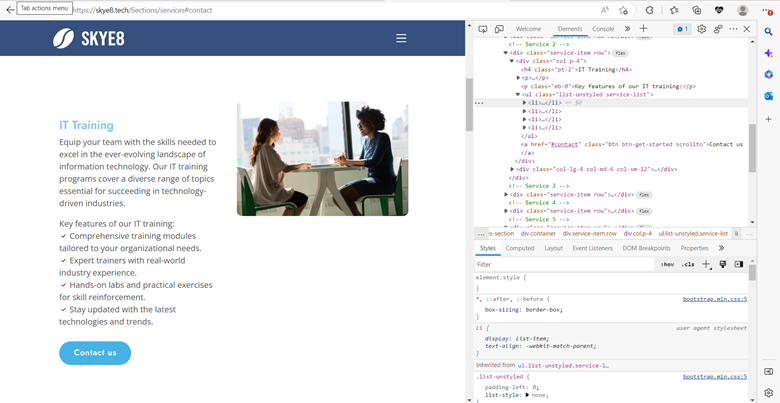 Tab actions menu
https://skye8.tech/Sections/services#contact
SKYE8
IT Training
Equip your team with the skills needed to
excel in the ever-evolving landscape of
information technology. Our IT training
programs cover a diverse range of topics
essential for succeeding in technology-
driven industries.
Key features of our IT training:
✓ Comprehensive training modules
tailored to your organizational needs.
✓ Expert trainers with real-world
industry experience.
✓ Hands-on labs and practical exercises
for skill reinforcement.
✓ Stay updated with the latest
technologies and trends.
Contact us
Welcome Elements Console » + 1
<!-- Service 2 -->
<div class="service-item row"> flex
<div class="col p-4">
<h4 class="pt-2">IT Training</h4>
<p>…</p>
<p class="mb-0">Key features of our IT training:</p>
<ul class="list-unstyled service-list">
… <li>…</li> == $0
<li>…</li>
<li>…</li>
<li>…</li>
</ul>
<a href="#contact" class="btn btn-get-started scrollto">Contact us
</a>
</div>
<div class="col-lg-4 col-md-6 col-sm-12">…</div>
</div>
<!-- Service 3 -->
<div class="service-item row">…</div> flex
<!-- Service 4 -->
<div class="service-item row">…</div> flex
<!-- Service 5 -->
… s-section div.container div.service-item.row div.col.p-4 ul.list-unstyled.service-list li …
Styles Computed Layout Event Listeners DOM Breakpoints Properties »
Filter :hov .cls +
element.style {
}
*, ::after, ::before { bootstrap.min.css:5
box-sizing: border-box;
}
li { user agent stylesheet
display: list-item;
text-align: -webkit-match-parent;
}
Inherited from ul.list-unstyled.service-l…
.list-unstyled { bootstrap.min.css:5
padding-left: 0;
list-style: ▶ none;